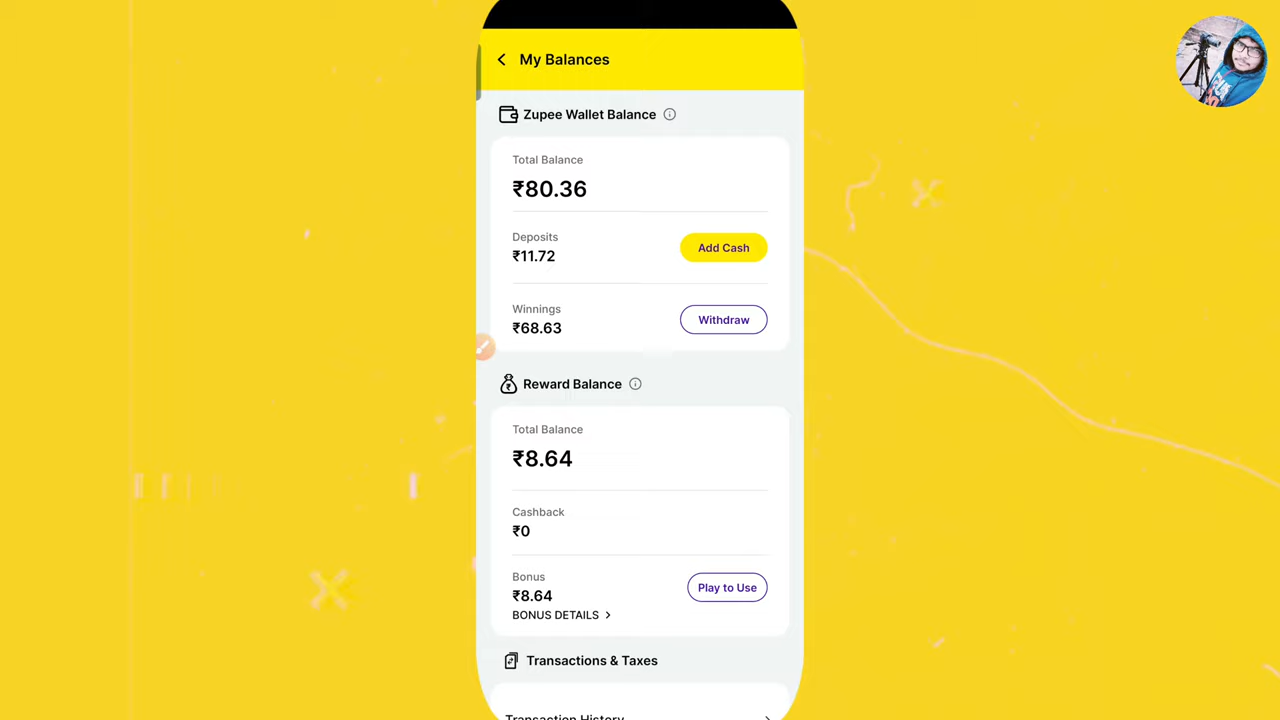 My Balances
Zupee Wallet Balance
Total Balance
₹80.36
Deposits
₹11.72
Add Cash
Winnings
₹68.63
Withdraw
Reward Balance
Total Balance
₹8.64
Cashback
₹0
Bonus
₹8.64
Play to Use
BONUS DETAILS >
Transactions & Taxes
Transaction History